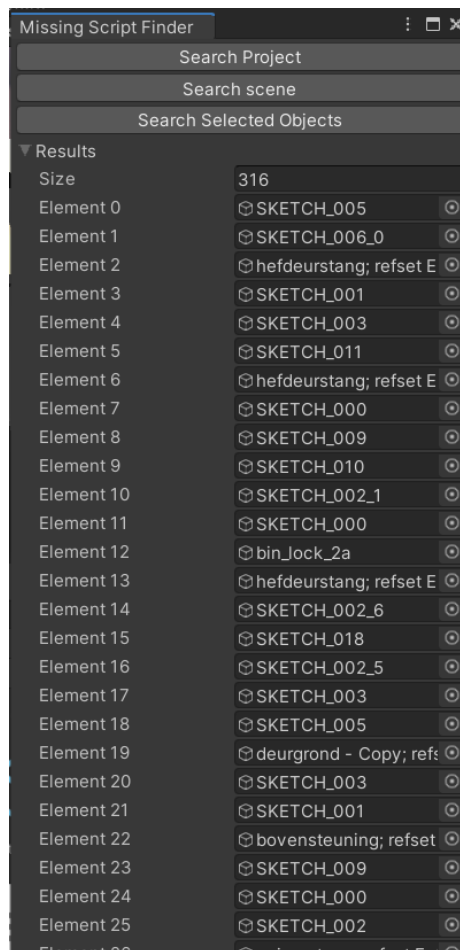 Missing Script Finder
Search Project
Search scene
Search Selected Objects
Results
Size 316
Element 0 SKETCH_005
Element 1 SKETCH_006_0
Element 2 hefdeurstang; refset E
Element 3 SKETCH_001
Element 4 SKETCH_003
Element 5 SKETCH_011
Element 6 hefdeurstang; refset E
Element 7 SKETCH_000
Element 8 SKETCH_009
Element 9 SKETCH_010
Element 10 SKETCH_002_1
Element 11 SKETCH_000
Element 12 bin_lock_2a
Element 13 hefdeurstang; refset E
Element 14 SKETCH_002_6
Element 15 SKETCH_018
Element 16 SKETCH_002_5
Element 17 SKETCH_003
Element 18 SKETCH_005
Element 19 deurgrond - Copy; refs
Element 20 SKETCH_003
Element 21 SKETCH_001
Element 22 bovensteuning; refset
Element 23 SKETCH_009
Element 24 SKETCH_000
Element 25 SKETCH_002